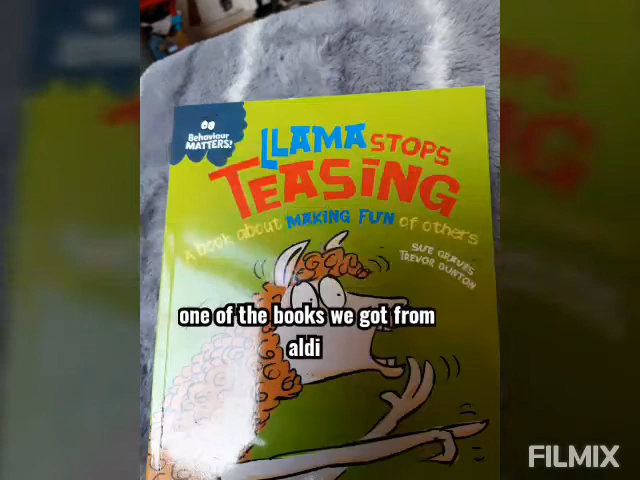 Behaviour
MATTERS!
LLAMA STOPS
TEASING
A book about MAKING FUN of others
SUE GRAVES
TREVOR DUNTON
one of the books we got from
aldi
FILMIX